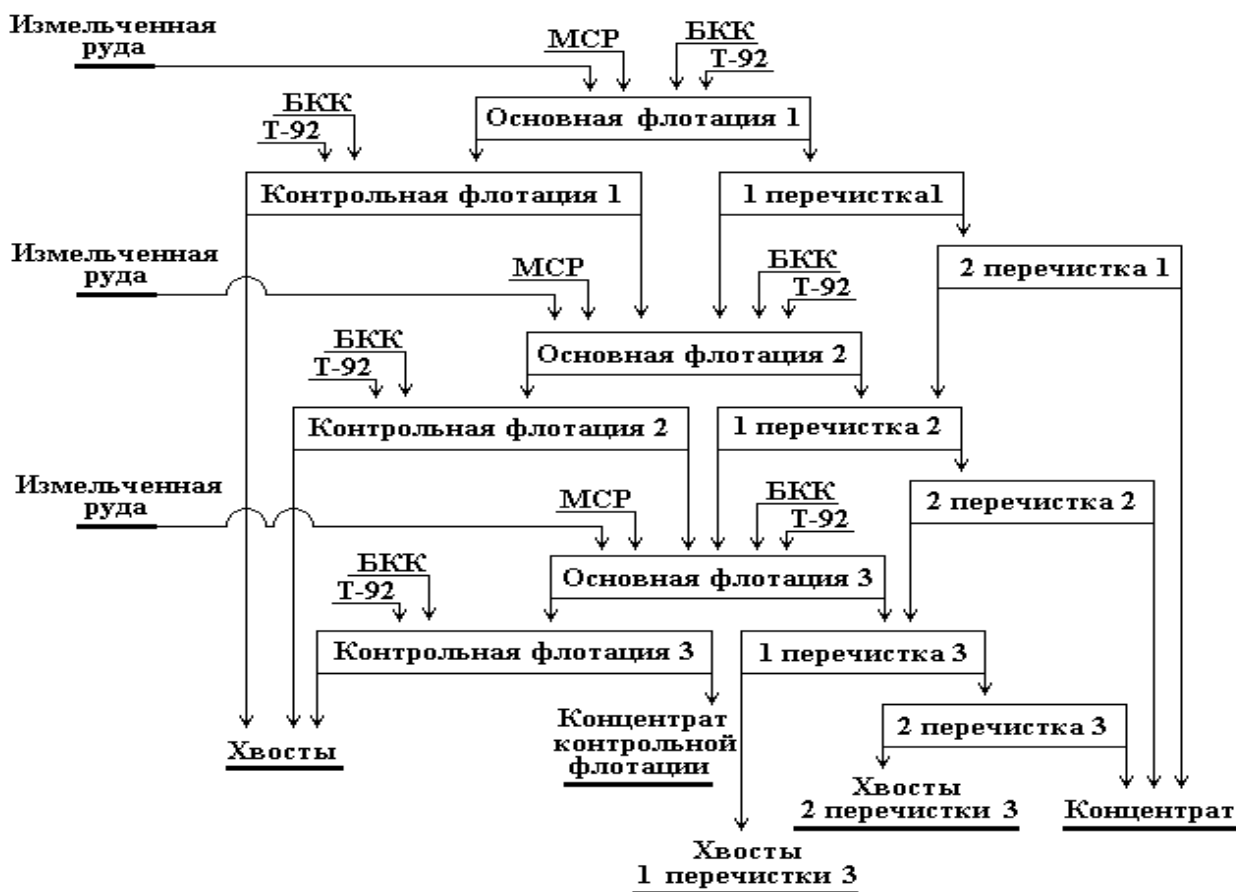 Измельченная
руда
МСР
БКК
Т-92
Основная флотация 1
БКК
Т-92
Контрольная флотация 1
1 перечистка1
Измельченная
руда
МСР
БКК
Т-92
2 перечистка 1
Основная флотация 2
БКК
Т-92
Контрольная флотация 2
1 перечистка 2
Измельченная
руда
МСР
БКК
Т-92
2 перечистка 2
Основная флотация 3
БКК
Т-92
Контрольная флотация 3
1 перечистка 3
2 перечистка 3
Хвосты
Концентрат
контрольной
флотации
Хвосты
2 перечистки 3
Концентрат
Хвосты
1 перечистки 3